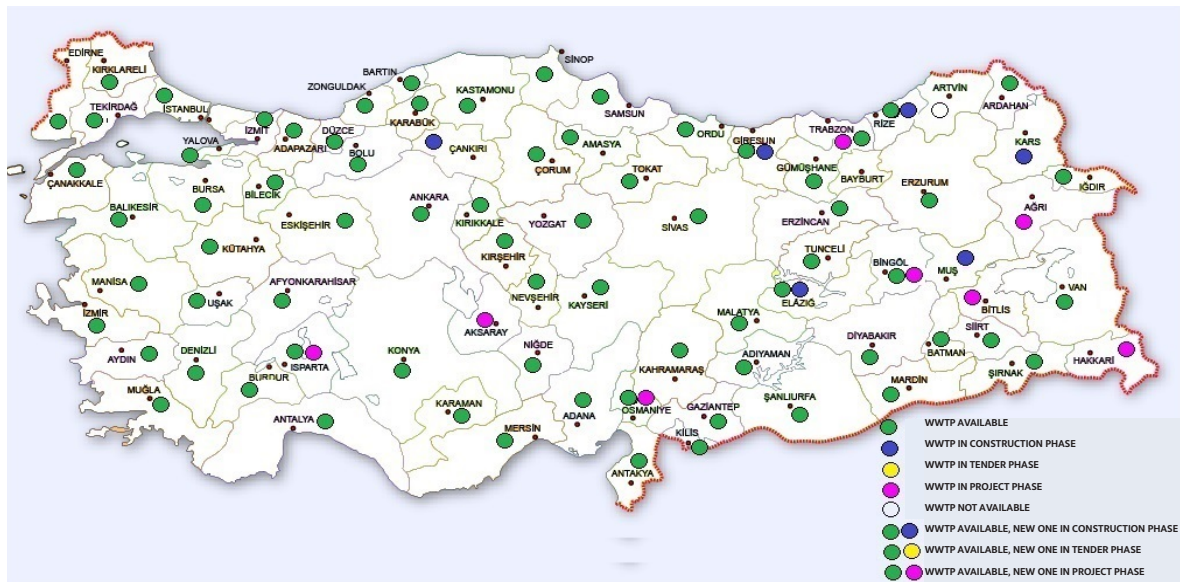 EDİRNE
KIRKLARELİ
TEKİRDAĞ
İSTANBUL
YALOVA
İZMİT
ADAPAZARI
DÜZCE
BOLU
ZONGULDAK
BARTIN
KARABÜK
KASTAMONU
SİNOP
ÇANKIRI
SAMSUN
AMASYA
ÇORUM
TOKAT
ORDU
GİRESUN
TRABZON
RİZE
ARTVİN
ARDAHAN
KARS
IĞDIR
AĞRI
GÜMÜŞHANE
BAYBURT
ERZURUM
ERZİNCAN
ÇANAKKALE
BALIKESİR
BURSA
BİLECİK
ESKİŞEHİR
KÜTAHYA
ANKARA
KIRIKKALE
KIRŞEHİR
YOZGAT
SİVAS
TUNCELİ
BİNGÖL
MUŞ
VAN
BİTLİS
ELAZIĞ
MANİSA
İZMİR
UŞAK
AFYONKARAHİSAR
AKSARAY
NEVŞEHİR
KAYSERİ
NİĞDE
MALATYA
DİYABAKIR
BATMAN
SİİRT
ŞIRNAK
HAKKARİ
MARDİN
AYDIN
DENİZLİ
MUĞLA
BURDUR
ISPARTA
ANTALYA
KONYA
KARAMAN
MERSİN
ADANA
KAHRAMARAŞ
OSMANİYE
GAZİANTEP
KİLİS
ANTAKYA
ADIYAMAN
ŞANLIURFA
WWTP AVAILABLE
WWTP IN CONSTRUCTION PHASE
WWTP IN TENDER PHASE
WWTP IN PROJECT PHASE
WWTP NOT AVAILABLE
WWTP AVAILABLE, NEW ONE IN CONSTRUCTION PHASE
WWTP AVAILABLE, NEW ONE IN TENDER PHASE
WWTP AVAILABLE, NEW ONE IN PROJECT PHASE